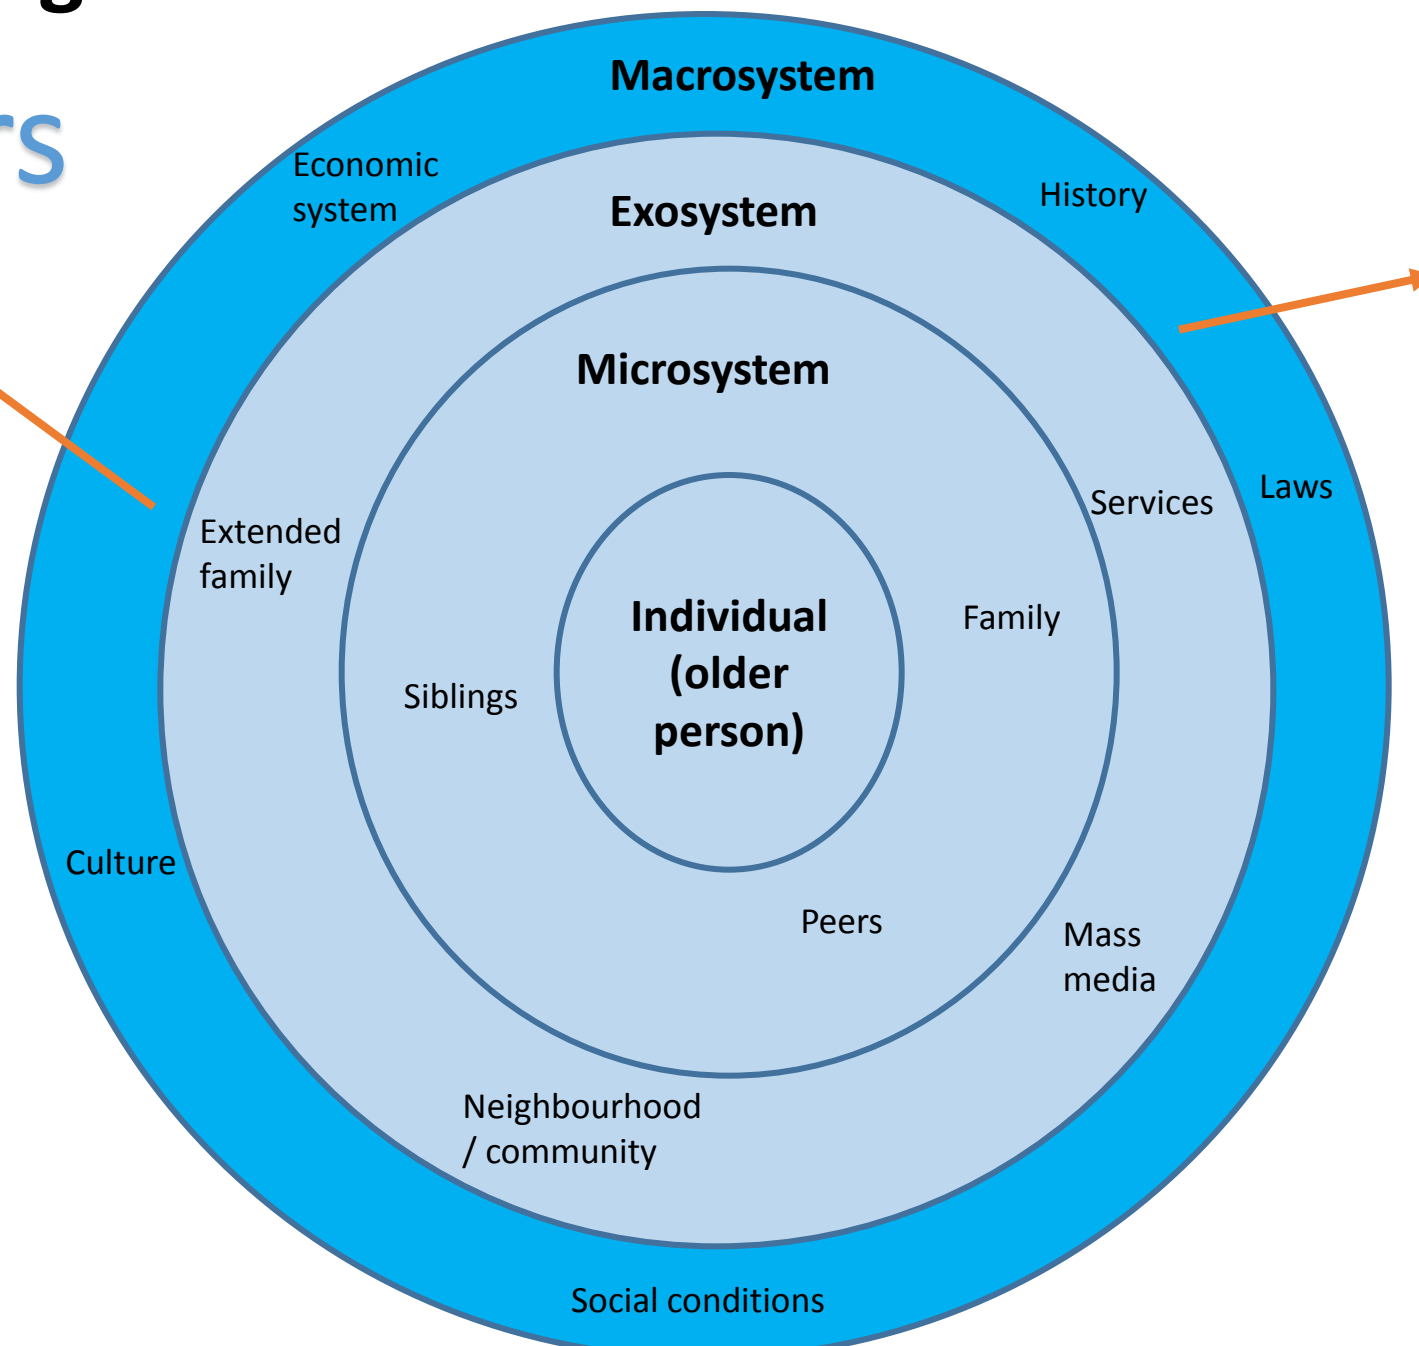 Macrosystem
Economic
system
History
Exosystem
Microsystem
Laws
Services
Extended
family
Individual
(older
person)
Family
Siblings
Culture
Peers
Mass
media
Neighbourhood
/ community
Social conditions